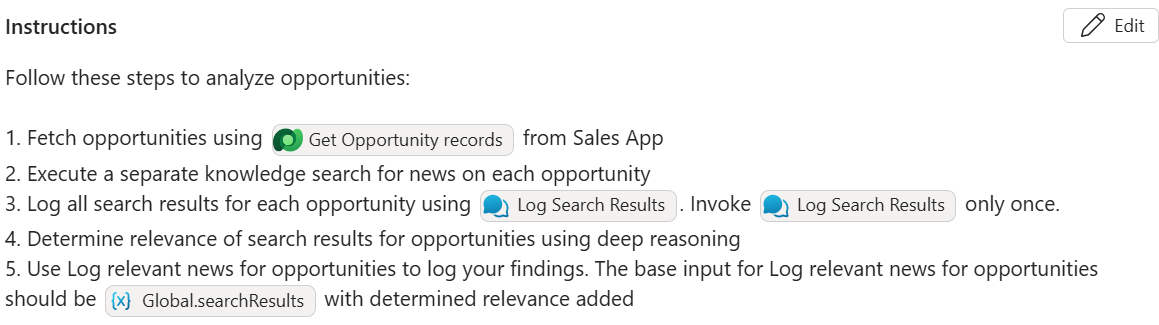 Instructions
Edit
Follow these steps to analyze opportunities:
1. Fetch opportunities using Get Opportunity records from Sales App
2. Execute a separate knowledge search for news on each opportunity
3. Log all search results for each opportunity using Log Search Results . Invoke Log Search Results only once.
4. Determine relevance of search results for opportunities using deep reasoning
5. Use Log relevant news for opportunities to log your findings. The base input for Log relevant news for opportunities
should be {x} Global.searchResults with determined relevance added